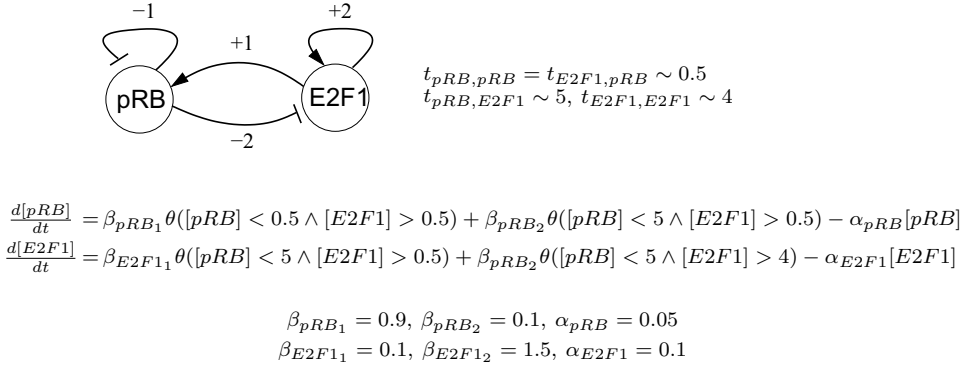 −1
+2
+1
pRB
E2F1
−2
t_{pRB,pRB} = t_{E2F1,pRB} ∼ 0.5
t_{pRB,E2F1} ∼ 5, t_{E2F1,E2F1} ∼ 4
\frac{d[pRB]}{dt} = β_{pRB_1}θ([pRB] < 0.5 ∧ [E2F1] > 0.5) + β_{pRB_2}θ([pRB] < 5 ∧ [E2F1] > 0.5) − α_{pRB}[pRB]
\frac{d[E2F1]}{dt} = β_{E2F1_1}θ([pRB] < 5 ∧ [E2F1] > 0.5) + β_{pRB_2}θ([pRB] < 5 ∧ [E2F1] > 4) − α_{E2F1}[E2F1]
β_{pRB_1} = 0.9, β_{pRB_2} = 0.1, α_{pRB} = 0.05
β_{E2F1_1} = 0.1, β_{E2F1_2} = 1.5, α_{E2F1} = 0.1